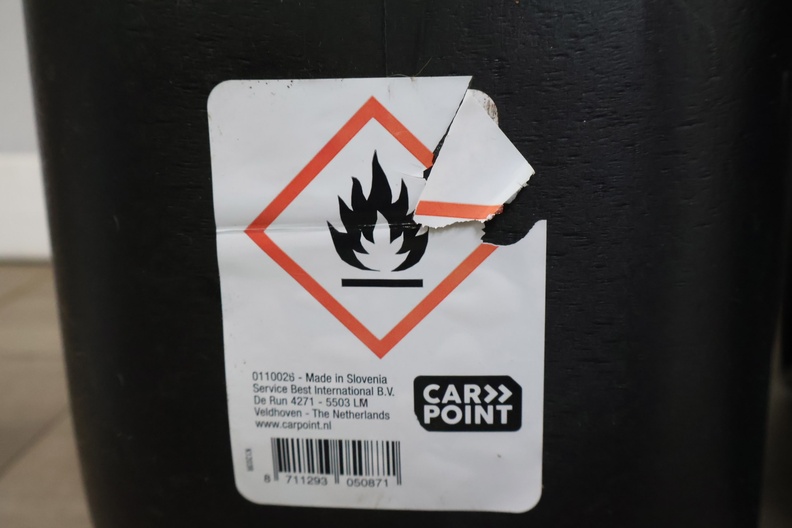 0110026 - Made in Slovenia
Service Best International B.V.
De Run 4271 - 5503 LM
Veldhoven - The Netherlands
www.carpoint.nl
CAR>>
POINT
8 711293 050871